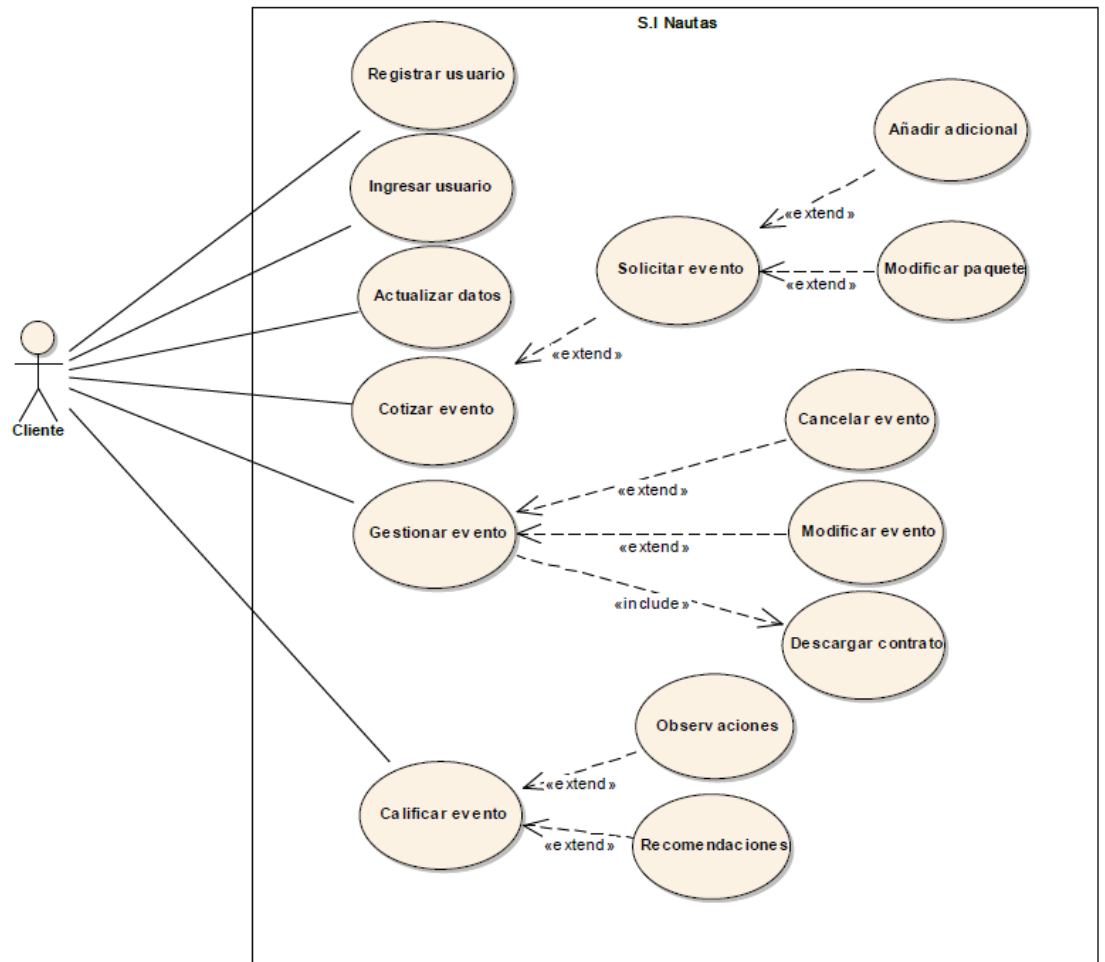 S.I Nautas
Registrar usuario
Añadir adicional
Ingresar usuario
«extend»
Solicitar evento
Modificar paquete
«extend»
Actualizar datos
«extend»
Cotizar evento
Cliente
Cancelar evento
«extend»
Gestionar evento
Modificar evento
«extend»
«include»
Descargar contrato
Observaciones
«extend»
Calificar evento
«extend»
Recomendaciones